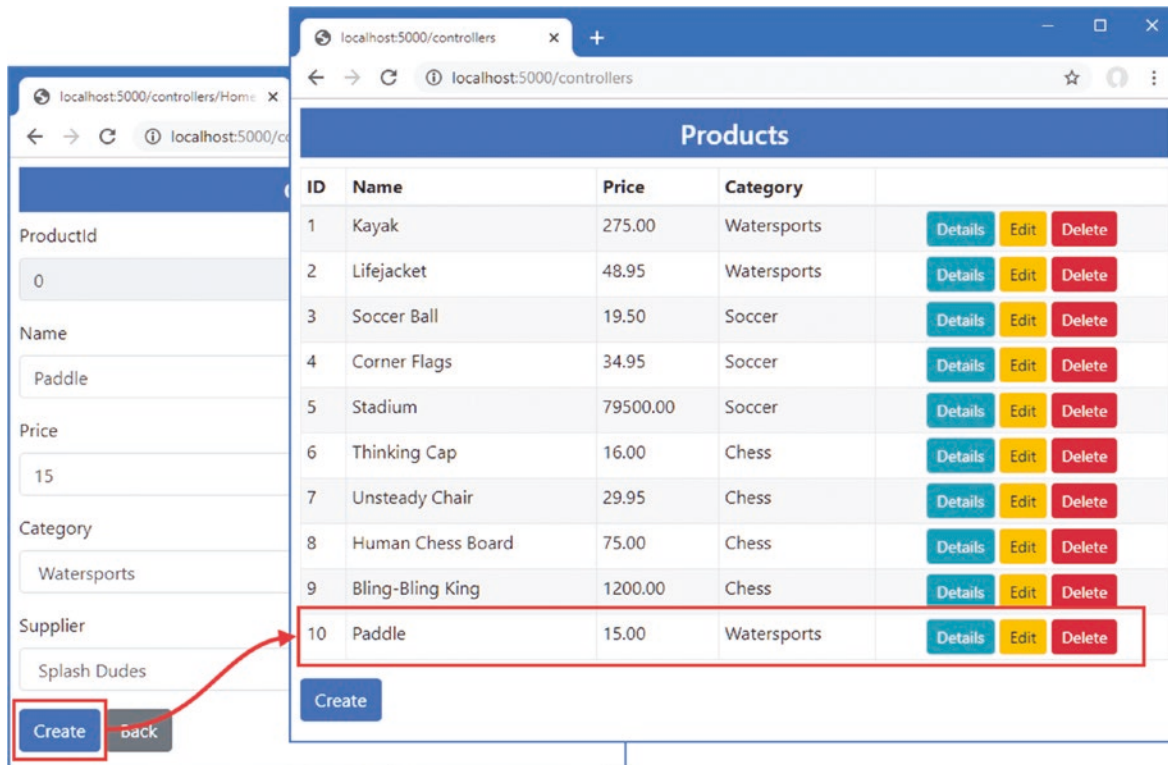 localhost:5000/controllers/Home
localhost:5000/co
ProductId
0
Name
Paddle
Price
15
Category
Watersports
Supplier
Splash Dudes
Create Back
localhost:5000/controllers
localhost:5000/controllers
Products
ID Name Price Category
1 Kayak 275.00 Watersports Details Edit Delete
2 Lifejacket 48.95 Watersports Details Edit Delete
3 Soccer Ball 19.50 Soccer Details Edit Delete
4 Corner Flags 34.95 Soccer Details Edit Delete
5 Stadium 79500.00 Soccer Details Edit Delete
6 Thinking Cap 16.00 Chess Details Edit Delete
7 Unsteady Chair 29.95 Chess Details Edit Delete
8 Human Chess Board 75.00 Chess Details Edit Delete
9 Bling-Bling King 1200.00 Chess Details Edit Delete
10 Paddle 15.00 Watersports Details Edit Delete
Create